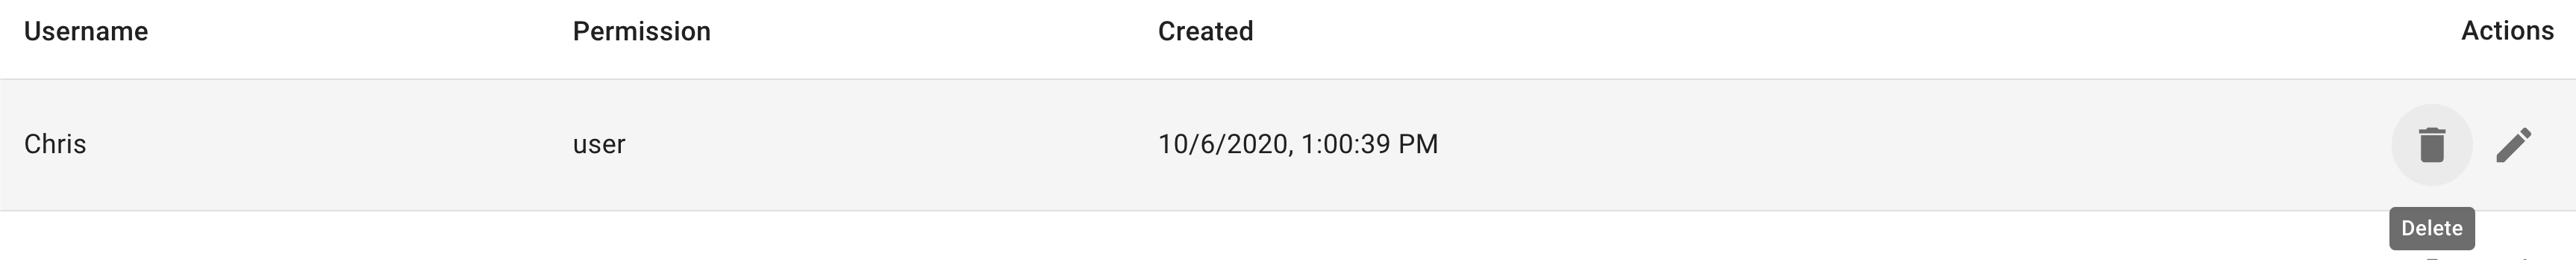 Username Permission Created Actions
Chris user 10/6/2020, 1:00:39 PM
Delete